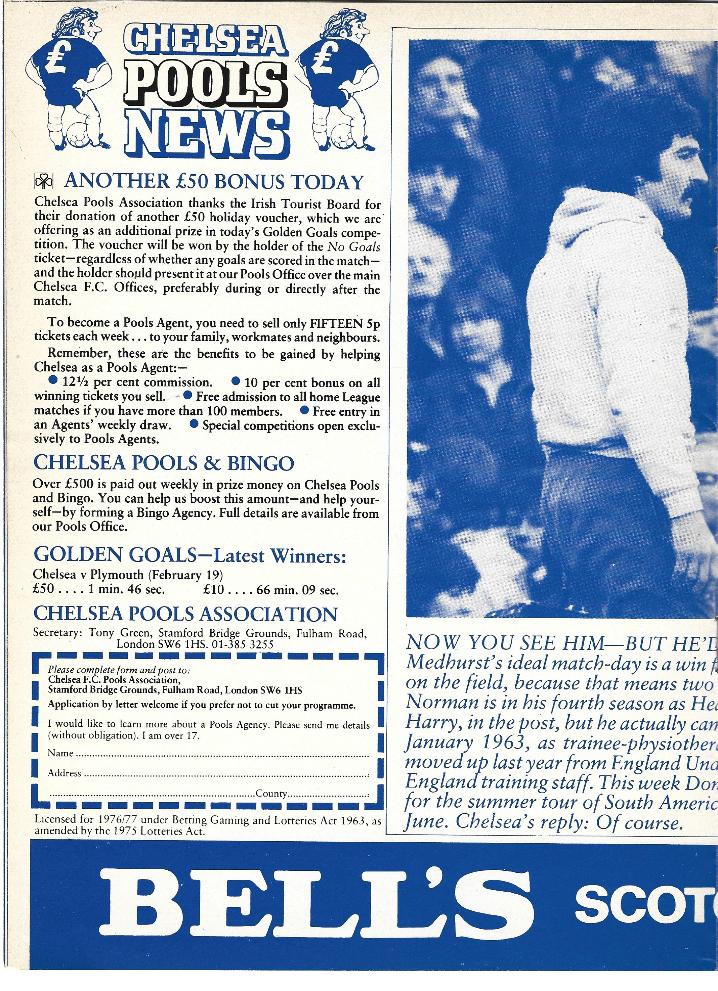 £
£
CHELSEA
POOLS
NEWS
ANOTHER £50 BONUS TODAY
Chelsea Pools Association thanks the Irish Tourist Board for
their donation of another £50 holiday voucher, which we are
offering as an additional prize in today's Golden Goals compe-
tition. The voucher will be won by the holder of the No Goals
ticket—regardless of whether any goals are scored in the match—
and the holder should present it at our Pools Office over the main
Chelsea F.C. Offices, preferably during or directly after the
match.
To become a Pools Agent, you need to sell only FIFTEEN 5p
tickets each week . . . to your family, workmates and neighbours.
Remember, these are the benefits to be gained by helping
Chelsea as a Pools Agent:—
● 12½ per cent commission. ● 10 per cent bonus on all
winning tickets you sell. ● Free admission to all home League
matches if you have more than 100 members. ● Free entry in
an Agents' weekly draw. ● Special competitions open exclu-
sively to Pools Agents.
CHELSEA POOLS & BINGO
Over £500 is paid out weekly in prize money on Chelsea Pools
and Bingo. You can help us boost this amount—and help your-
self—by forming a Bingo Agency. Full details are available from
our Pools Office.
GOLDEN GOALS—Latest Winners:
Chelsea v Plymouth (February 19)
£50 . . . . 1 min. 46 sec. £10 . . . . 66 min. 09 sec.
CHELSEA POOLS ASSOCIATION
Secretary: Tony Green, Stamford Bridge Grounds, Fulham Road,
London SW6 1HS. 01-385 3255
Please complete form and post to:
Chelsea F.C. Pools Association,
Stamford Bridge Grounds, Fulham Road, London SW6 1HS
Application by letter welcome if you prefer not to cut your programme.
I would like to learn more about a Pools Agency. Please send me details
(without obligation). I am over 17.
Name
Address
County
Licensed for 1976/77 under Betting Gaming and Lotteries Act 1963, as
amended by the 1975 Lotteries Act.
NOW YOU SEE HIM—BUT HE'D
Medhurst's ideal match-day is a win f
on the field, because that means two
Norman is in his fourth season as Hea
Harry, in the post, but he actually cam
January 1963, as trainee-physiother
moved up last year from England Und
England training staff. This week Don
for the summer tour of South Americ
June. Chelsea's reply: Of course.
BELL'S SCOTC